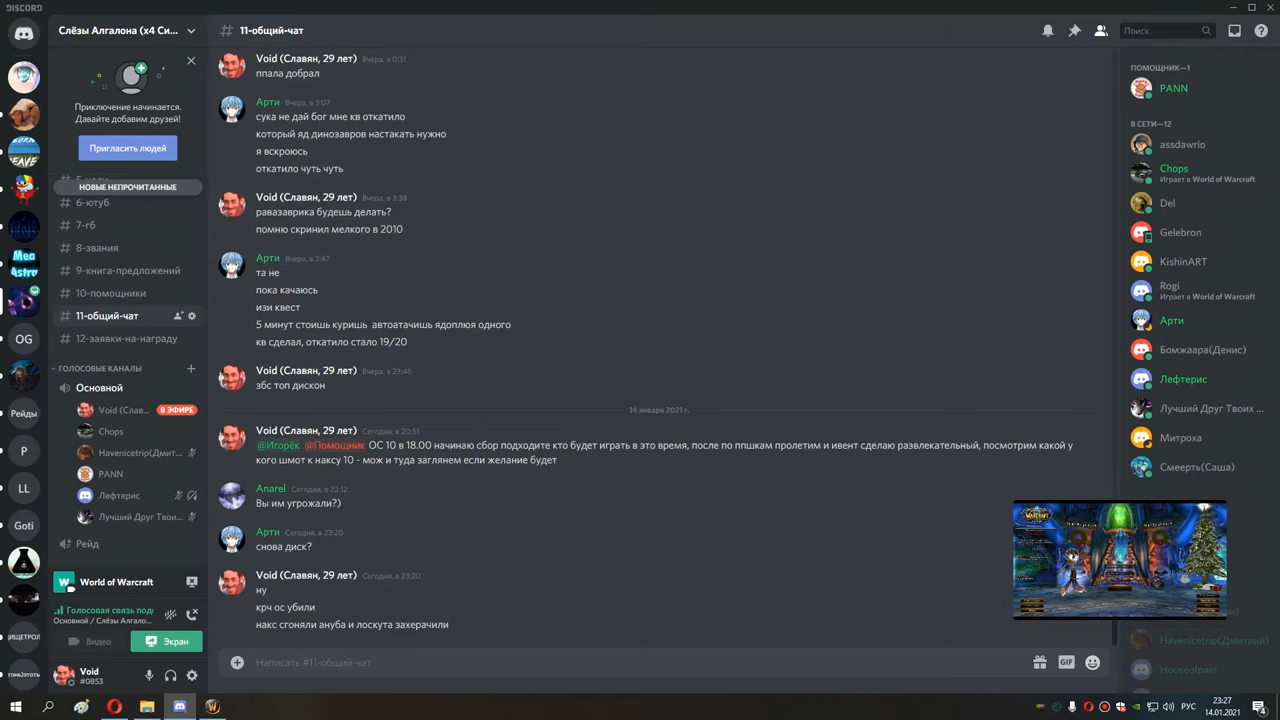 DISCORD
Слёзы Алгалона (x4 Си...
Приключение начинается.
Давайте добавим друзей!
Пригласить людей
НОВЫЕ НЕПРОЧИТАННЫЕ
6-ютуб
7-гб
8-звания
9-книга-предложений
10-помощники
11-общий-чат
12-заявки-на-награду
ГОЛОСОВЫЕ КАНАЛЫ
Основной
Void (Слав... В ЭФИРЕ
Chops
Havenicetrip(Дмит...
PANN
Лефтерис
Лучший Друг Твоих...
Рейд
World of Warcraft
Голосовая связь под
Основной / Слёзы Алгало...
Видео
Экран
Void
#0853
OG
Рейды
P
LL
Goti
11-общий-чат
Поиск
Void (Славян, 29 лет) Вчера, в 0:31
ппала добрал
Арти Вчера, в 3:07
сука не дай бог мне кв откатило
который яд динозавров настакать нужно
я вскроюсь
откатило чуть чуть
Void (Славян, 29 лет) Вчера, в 3:38
равазаврика будешь делать?
помню скринил мелкого в 2010
Арти Вчера, в 3:47
та не
пока качаюсь
изи квест
5 минут стоишь куришь автоатачишь ядоплюя одного
кв сделал, откатило стало 19/20
Void (Славян, 29 лет) Вчера, в 23:46
збс топ дискон
14 января 2021 г.
Void (Славян, 29 лет) Сегодня, в 20:51
@Игорёк @Помощник ОС 10 в 18.00 начинаю сбор подходите кто будет играть в это время, после по ппшкам пролетим и ивент сделаю развлекательный, посмотрим какой у
кого шмот к наксу 10 - мож и туда заглянем если желание будет
Anarel Сегодня, в 22:12
Вы им угрожали?)
Арти Сегодня, в 23:20
снова диск?
Void (Славян, 29 лет) Сегодня, в 23:20
ну
крч ос убили
накс сгоняли ануба и лоскута захерачили
Написать #11-общий-чат
GIF
ПОМОЩНИК—1
PANN
В СЕТИ—12
assdawrio
Chops
Играет в World of Warcraft
Del
Gelebron
KishinART
Rogi
Играет в World of Warcraft
Арти
Бомжаара(Денис)
Лефтерис
Лучший Друг Твоих ...
Митроха
Смеерть(Саша)
Havenicetrip(Дмитрий)
Houseofpain
РУС
23:27
14.01.2021